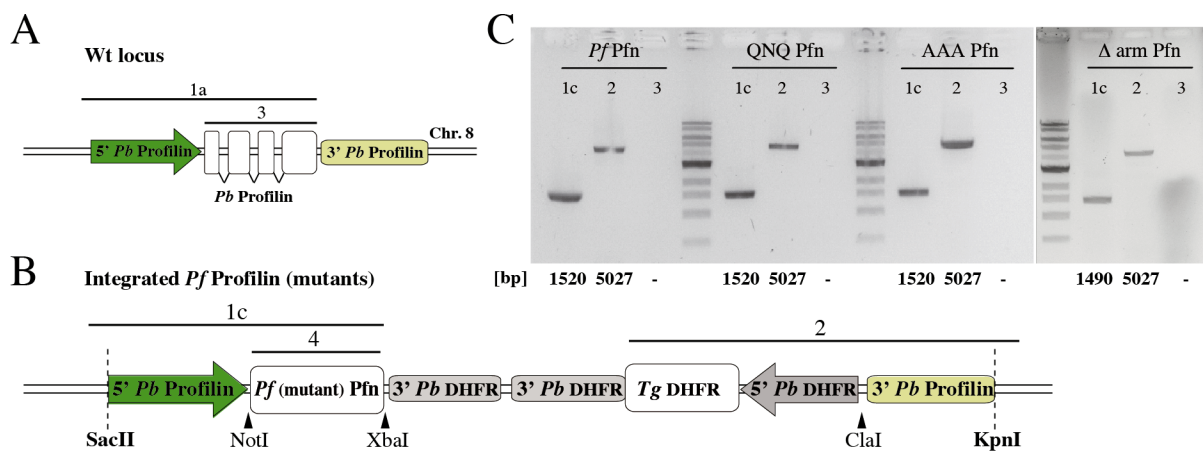 A
Wt locus
1a
3
Chr. 8
5' Pb Profilin
3' Pb Profilin
Pb Profilin
C
Pf Pfn
QNQ Pfn
AAA Pfn
Δ arm Pfn
1c 2 3
1c 2 3
1c 2 3
1c 2 3
[bp] 1520 5027 - 1520 5027 - 1520 5027 - 1490 5027 -
B
Integrated Pf Profilin (mutants)
1c
4
2
5' Pb Profilin
Pf (mutant) Pfn
3' Pb DHFR
3' Pb DHFR
Tg DHFR
5' Pb DHFR
3' Pb Profilin
SacII
NotI
XbaI
ClaI
KpnI